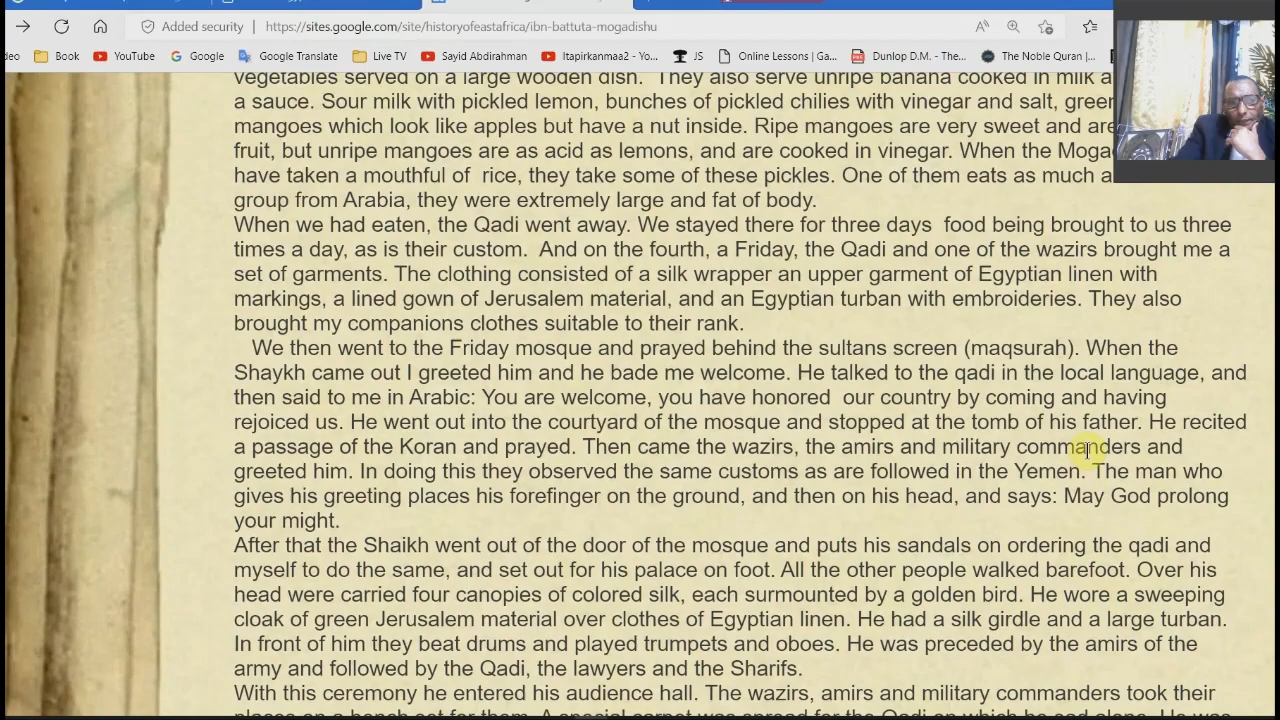 Added security
https://sites.google.com/site/historyofeastafrica/ibn-battuta-mogadishu
deo
Book
YouTube
Google
Google Translate
Live TV
Sayid Abdirahman
Itapirkanmaa2 - Yo...
JS
Online Lessons | G...
Dunlop D.M. - The...
The Noble Quran |...
vegetables served on a large wooden dish. They also serve unripe banana cooked in milk a
a sauce. Sour milk with pickled lemon, bunches of pickled chilies with vinegar and salt, green
mangoes which look like apples but have a nut inside. Ripe mangoes are very sweet and are
fruit, but unripe mangoes are as acid as lemons, and are cooked in vinegar. When the Mogad
have taken a mouthful of rice, they take some of these pickles. One of them eats as much a
group from Arabia, they were extremely large and fat of body.
When we had eaten, the Qadi went away. We stayed there for three days food being brought to us three
times a day, as is their custom. And on the fourth, a Friday, the Qadi and one of the wazirs brought me a
set of garments. The clothing consisted of a silk wrapper an upper garment of Egyptian linen with
markings, a lined gown of Jerusalem material, and an Egyptian turban with embroideries. They also
brought my companions clothes suitable to their rank.
We then went to the Friday mosque and prayed behind the sultans screen (maqsurah). When the
Shaykh came out I greeted him and he bade me welcome. He talked to the qadi in the local language, and
then said to me in Arabic: You are welcome, you have honored our country by coming and having
rejoiced us. He went out into the courtyard of the mosque and stopped at the tomb of his father. He recited
a passage of the Koran and prayed. Then came the wazirs, the amirs and military commanders and
greeted him. In doing this they observed the same customs as are followed in the Yemen. The man who
gives his greeting places his forefinger on the ground, and then on his head, and says: May God prolong
your might.
After that the Shaikh went out of the door of the mosque and puts his sandals on ordering the qadi and
myself to do the same, and set out for his palace on foot. All the other people walked barefoot. Over his
head were carried four canopies of colored silk, each surmounted by a golden bird. He wore a sweeping
cloak of green Jerusalem material over clothes of Egyptian linen. He had a silk girdle and a large turban.
In front of him they beat drums and played trumpets and oboes. He was preceded by the amirs of the
army and followed by the Qadi, the lawyers and the Sharifs.
With this ceremony he entered his audience hall. The wazirs, amirs and military commanders took their